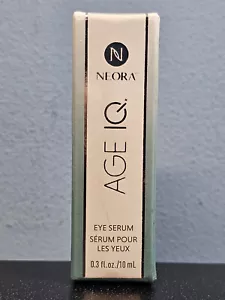 N
NEORA®
AGE IQ.
EYE SERUM
SÉRUM POUR
LES YEUX
0.3 fl.oz./10 mL